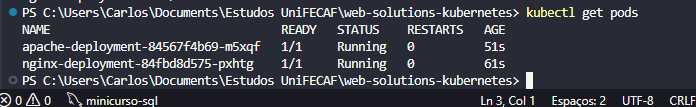 PS C:\Users\Carlos\Documents\Estudos UniFECAF\web-solutions-kubernetes> kubectl get pods
NAME READY STATUS RESTARTS AGE
apache-deployment-84567f4b69-m5xqf 1/1 Running 0 51s
nginx-deployment-84fbd8d575-pxhtg 1/1 Running 0 61s
PS C:\Users\Carlos\Documents\Estudos UniFECAF\web-solutions-kubernetes>
0 0 minicurso-sql Ln 3, Col 1 Espaços: 2 UTF-8 CRLF